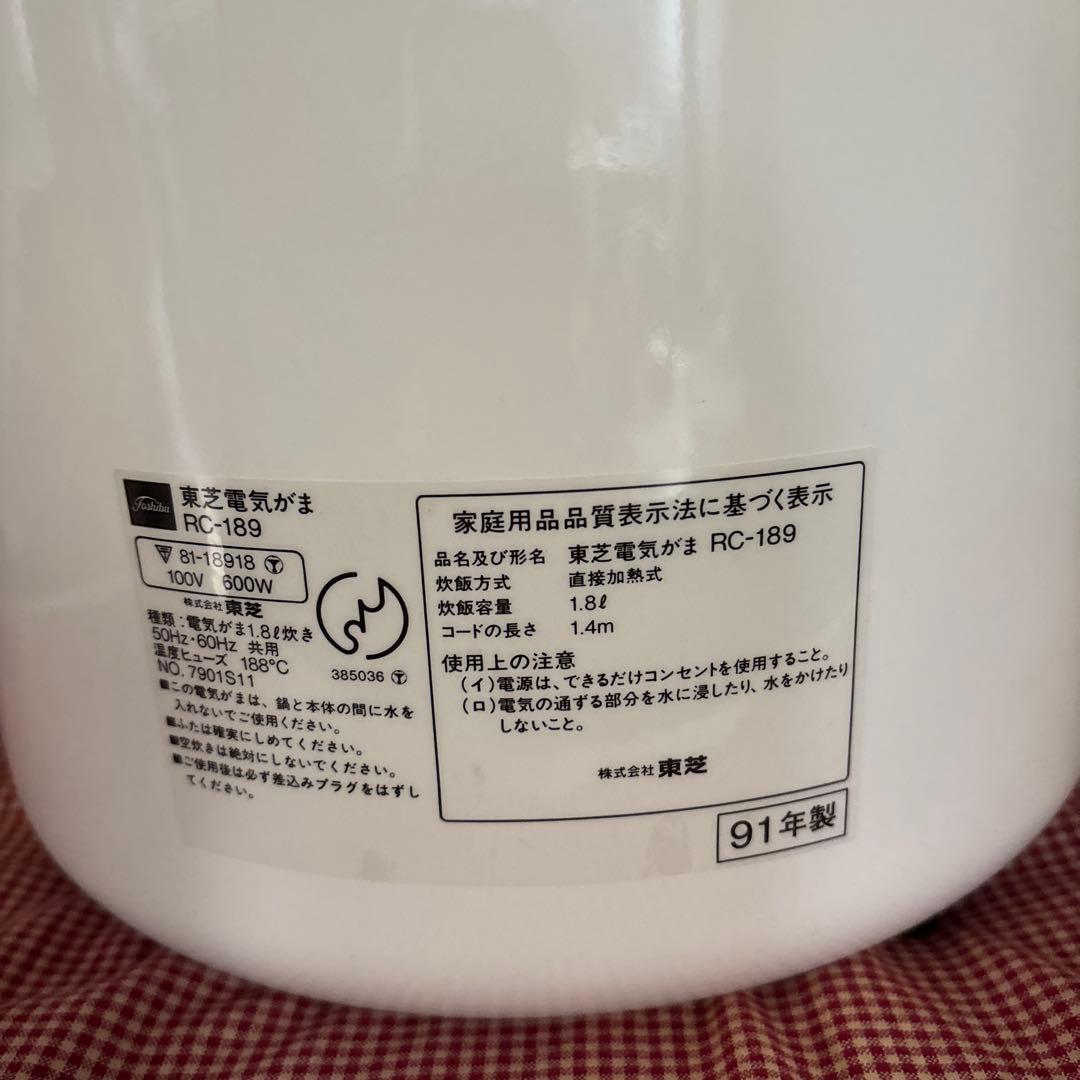 Toshiba
東芝電気がま
RC-189
81-18918
100V 600W
株式会社 東芝
種類：電気がま1.8ℓ炊き
50Hz・60Hz 共用
温度ヒューズ 188℃
NO. 7901S11
385036
■この電気がまは、鍋と本体の間に水を
入れないでご使用ください。
■ふたは確実にしめてください。
■空炊きは絶対にしないでください。
■ご使用後は必ず差込みプラグをはずし
てください。
家庭用品品質表示法に基づく表示
品名及び形名 東芝電気がま RC-189
炊飯方式 直接加熱式
炊飯容量 1.8ℓ
コードの長さ 1.4m
使用上の注意
(イ)電源は、できるだけコンセントを使用すること。
(ロ)電気の通ずる部分を水に浸したり、水をかけたり
しないこと。
株式会社 東芝
91年製